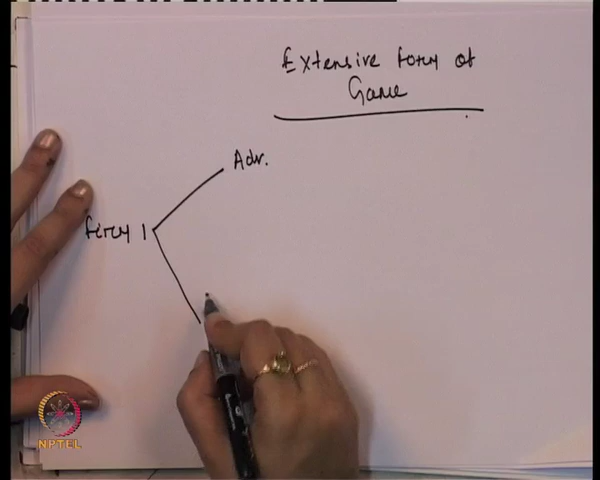 Extensive form of
Game
Adv.
firm 1
NPTEL